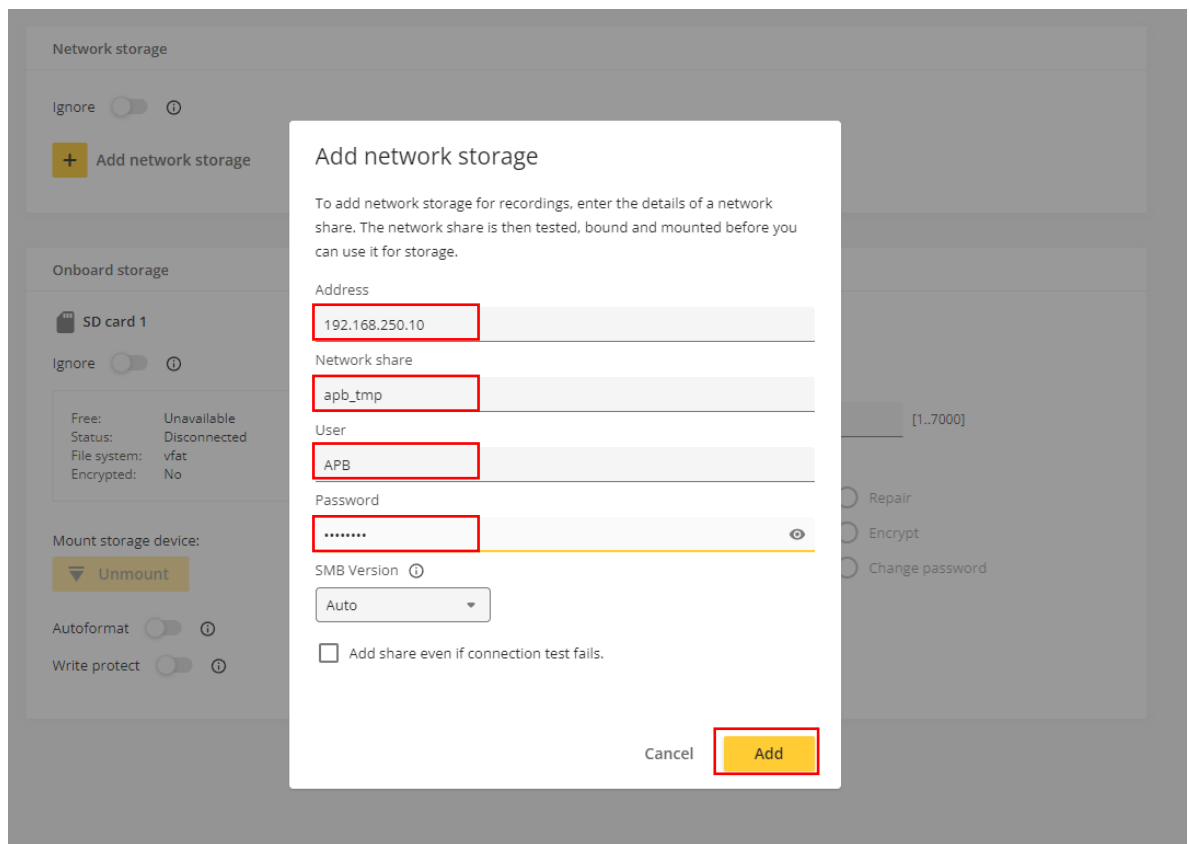 Network storage
Ignore
+ Add network storage
Onboard storage
SD card 1
Ignore
Free: Unavailable
Status: Disconnected
File system: vfat
Encrypted: No
Mount storage device:
Unmount
Autoformat
Write protect
Add network storage
To add network storage for recordings, enter the details of a network
share. The network share is then tested, bound and mounted before you
can use it for storage.
Address
192.168.250.10
Network share
apb_tmp
User
APB
Password
••••••••
SMB Version
Auto
Add share even if connection test fails.
Cancel Add
[1..7000]
Repair
Encrypt
Change password